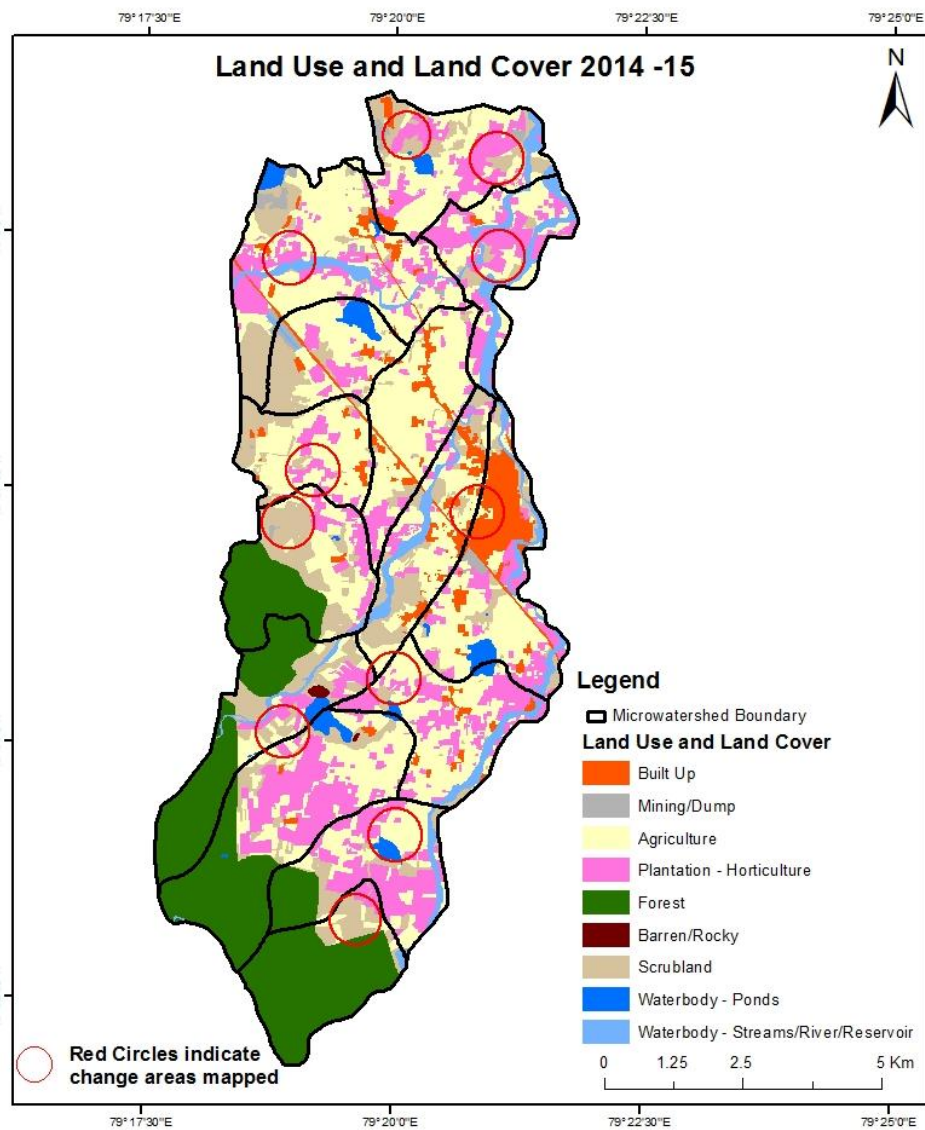 79°17'30"E 79°20'0"E 79°22'30"E 79°25'0"E
Land Use and Land Cover 2014 -15
N
Legend
Microwatershed Boundary
Land Use and Land Cover
Built Up
Mining/Dump
Agriculture
Plantation - Horticulture
Forest
Barren/Rocky
Scrubland
Waterbody - Ponds
Waterbody - Streams/River/Reservoir
Red Circles indicate
change areas mapped
0 1.25 2.5 5 Km
79°17'30"E 79°20'0"E 79°22'30"E 79°25'0"E